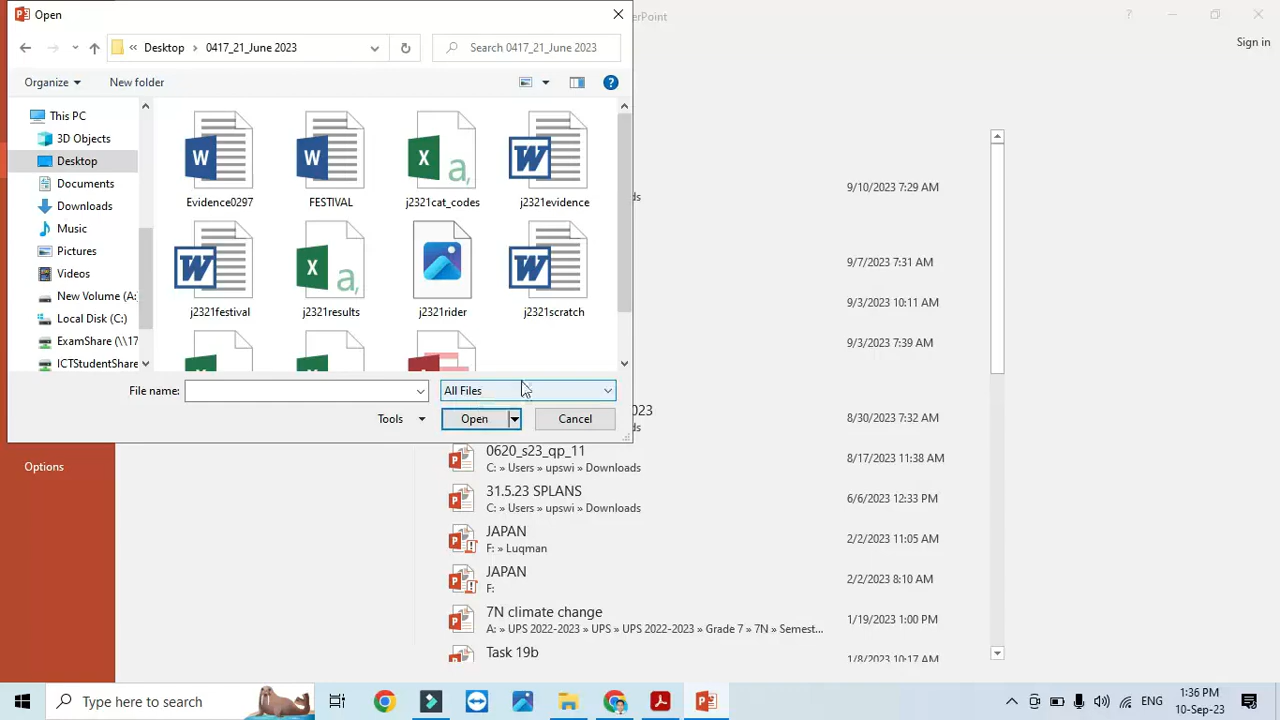 Open
erPoint
Desktop
0417_21_June 2023
Search 0417_21_June 2023
Sign in
Organize
New folder
This PC
3D Objects
Desktop
Documents
Downloads
Music
Pictures
Videos
New Volume (A:
Local Disk (C:)
ExamShare (\\17
ICTStudentShare
Evidence0297
FESTIVAL
j2321cat_codes
j2321evidence
j2321festival
j2321results
j2321rider
j2321scratch
File name:
All Files
Tools
Open
Cancel
Options
ds
9/10/2023 7:29 AM
9/7/2023 7:31 AM
9/3/2023 10:11 AM
9/3/2023 7:39 AM
023
ds
8/30/2023 7:32 AM
0620_s23_qp_11
C: » Users » upswi » Downloads
8/17/2023 11:38 AM
31.5.23 SPLANS
C: » Users » upswi » Downloads
6/6/2023 12:33 PM
JAPAN
F: » Luqman
2/2/2023 11:05 AM
JAPAN
F:
2/2/2023 8:10 AM
7N climate change
A: » UPS 2022-2023 » UPS » UPS 2022-2023 » Grade 7 » 7N » Semest...
1/19/2023 1:00 PM
Task 19b
1/8/2023 10:17 AM
Type here to search
ENG
1:36 PM
10-Sep-23